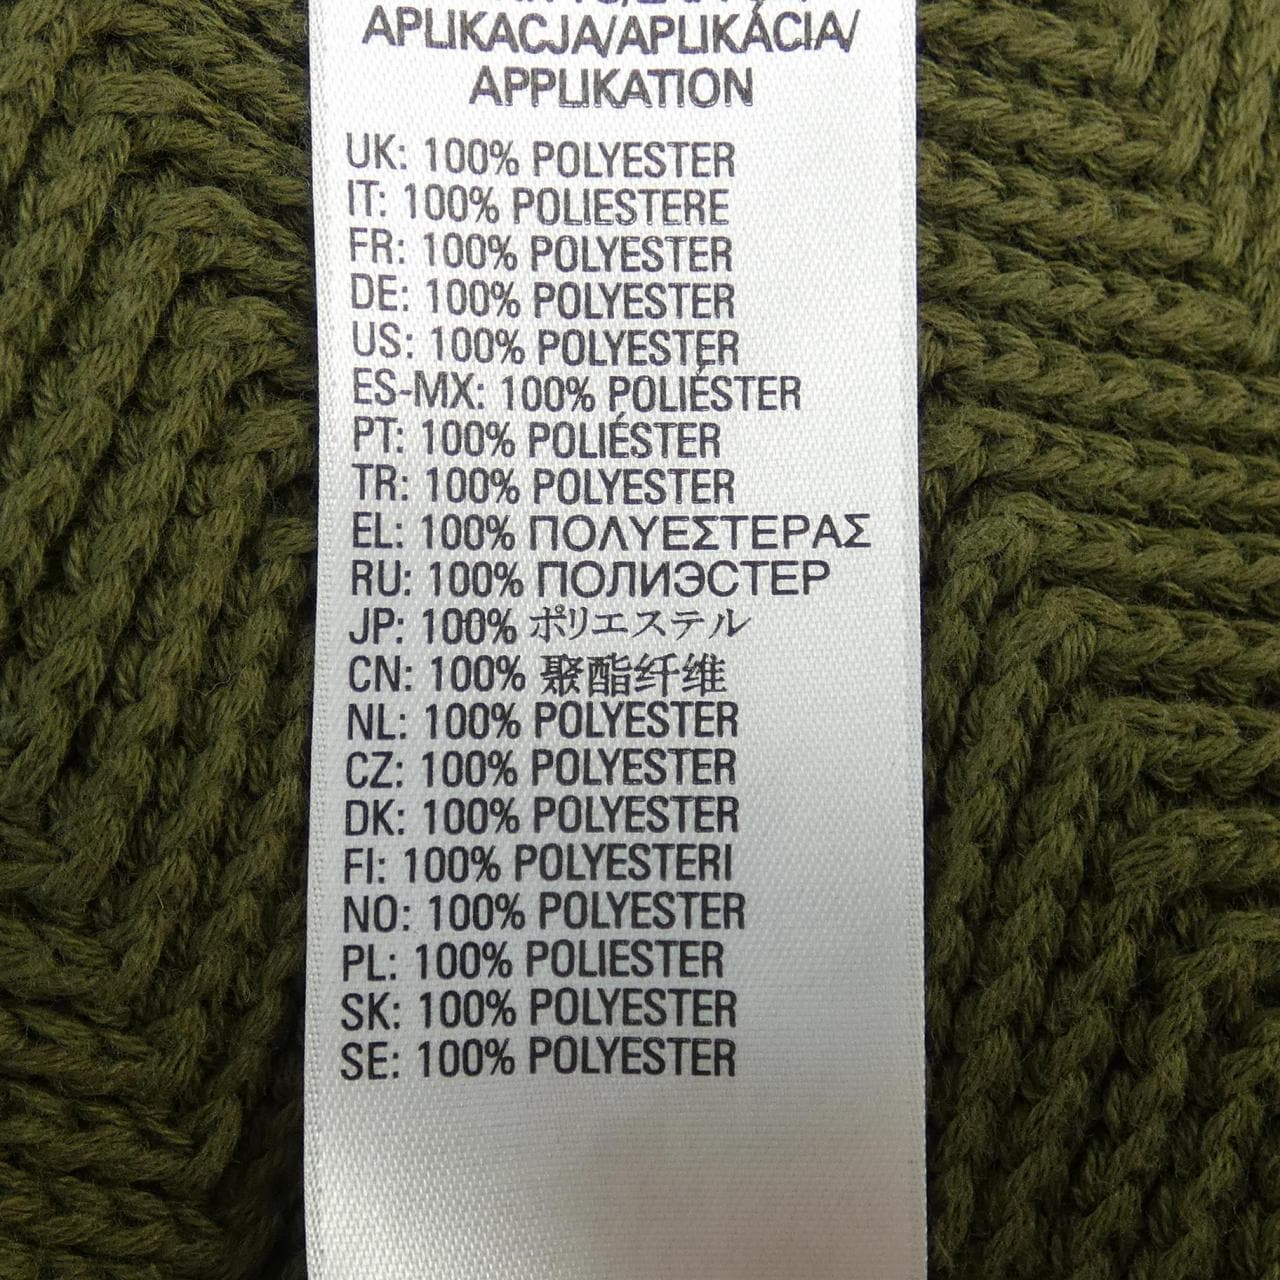 APLIKACJA/APLIKÁCIA/
APPLIKATION
UK: 100% POLYESTER
IT: 100% POLIESTERE
FR: 100% POLYESTER
DE: 100% POLYESTER
US: 100% POLYESTER
ES-MX: 100% POLIÉSTER
PT: 100% POLIÉSTER
TR: 100% POLYESTER
EL: 100% ΠΟΛΥΕΣΤΕΡΑΣ
RU: 100% ПОЛИЭСТЕР
JP: 100% ポリエステル
CN: 100% 聚酯纤维
NL: 100% POLYESTER
CZ: 100% POLYESTER
DK: 100% POLYESTER
FI: 100% POLYESTERI
NO: 100% POLYESTER
PL: 100% POLIESTER
SK: 100% POLYESTER
SE: 100% POLYESTER